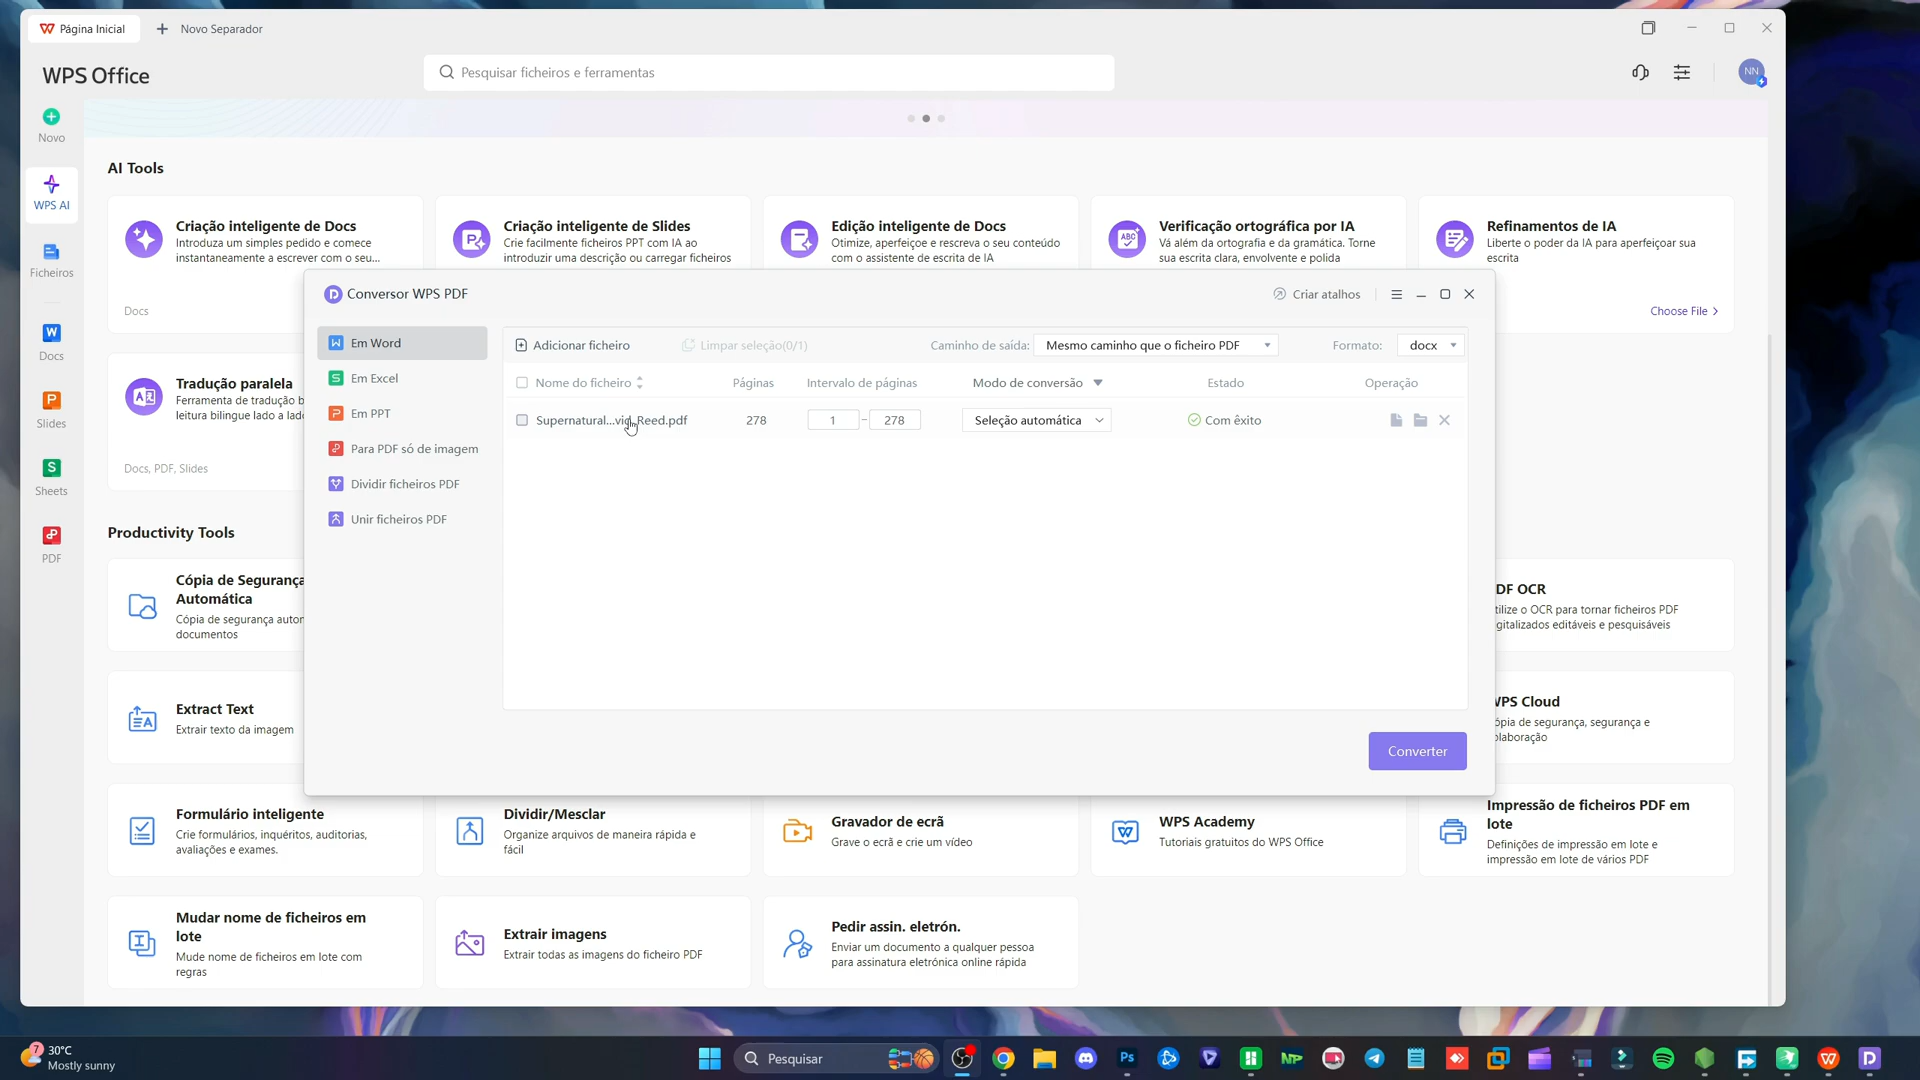 Página Inicial
Novo Separador
WPS Office
Pesquisar ficheiros e ferramentas
NN
Novo
WPS AI
Ficheiros
Docs
Slides
Sheets
PDF
AI Tools
Criação inteligente de Docs
Introduza um simples pedido e comece
instantaneamente a escrever com o seu...
Docs
Criação inteligente de Slides
Crie facilmente ficheiros PPT com IA ao
introduzir uma descrição ou carregar ficheiros
Edição inteligente de Docs
Otimize, aperfeiçoe e rescreva o seu conteúdo
com o assistente de escrita de IA
Verificação ortográfica por IA
Vá além da ortografia e da gramática. Torne
sua escrita clara, envolvente e polida
Refinamentos de IA
Liberte o poder da IA para aperfeiçoar sua
escrita
Choose File
Tradução paralela
Ferramenta de tradução b
leitura bilingue lado a lad
Docs, PDF, Slides
Conversor WPS PDF
Criar atalhos
Em Word
Em Excel
Em PPT
Para PDF só de imagem
Dividir ficheiros PDF
Unir ficheiros PDF
Adicionar ficheiro
Limpar seleção(0/1)
Caminho de saída:
Mesmo caminho que o ficheiro PDF
Formato:
docx
Nome do ficheiro
Páginas
Intervalo de páginas
Modo de conversão
Estado
Operação
Supernatural...vid_Reed.pdf
278
1
–
278
Seleção automática
Com êxito
Converter
Productivity Tools
Cópia de Segurança
Automática
Cópia de segurança autor
documentos
DF OCR
tilize o OCR para tornar ficheiros PDF
gitalizados editáveis e pesquisáveis
Extract Text
Extrair texto da imagem
WPS Cloud
ópia de segurança, segurança e
laboração
Formulário inteligente
Crie formulários, inquéritos, auditorias,
avaliações e exames.
Dividir/Mesclar
Organize arquivos de maneira rápida e
fácil
Gravador de ecrã
Grave o ecrã e crie um vídeo
WPS Academy
Tutoriais gratuitos do WPS Office
Impressão de ficheiros PDF em
lote
Definições de impressão em lote e
impressão em lote de vários PDF
Mudar nome de ficheiros em
lote
Mude nome de ficheiros em lote com
regras
Extrair imagens
Extrair todas as imagens do ficheiro PDF
Pedir assin. eletrón.
Enviar um documento a qualquer pessoa
para assinatura eletrónica online rápida
7
30°C
Mostly sunny
Pesquisar
Ps
NP